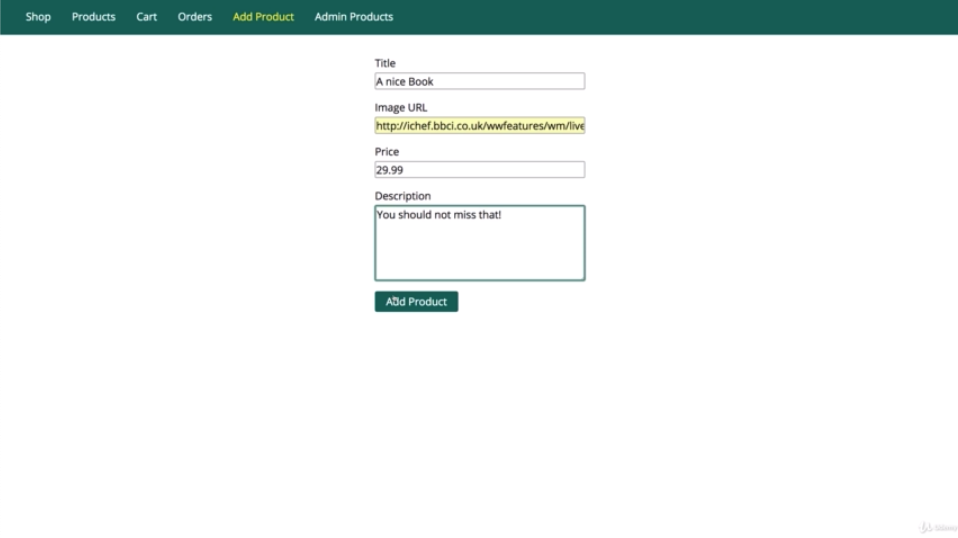 Shop Products Cart Orders Add Product Admin Products
Title
A nice Book
Image URL
http://ichef.bbci.co.uk/wwfeatures/wm/live
Price
29.99
Description
You should not miss that!
Add Product
Udemy